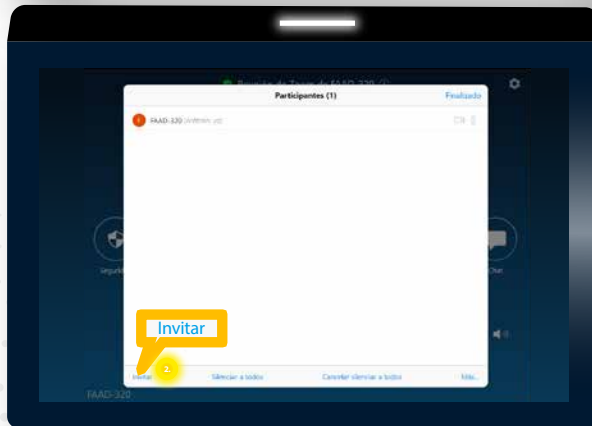 Reunión de Zoom de FAAD-320
Participantes (1)
Finalizado
FAAD-320 (Anfitrión, yo)
Chat
Invitar
2.
Invitar
Silenciar a todos
Cancelar silenciar a todos
Más...
FAAD-320